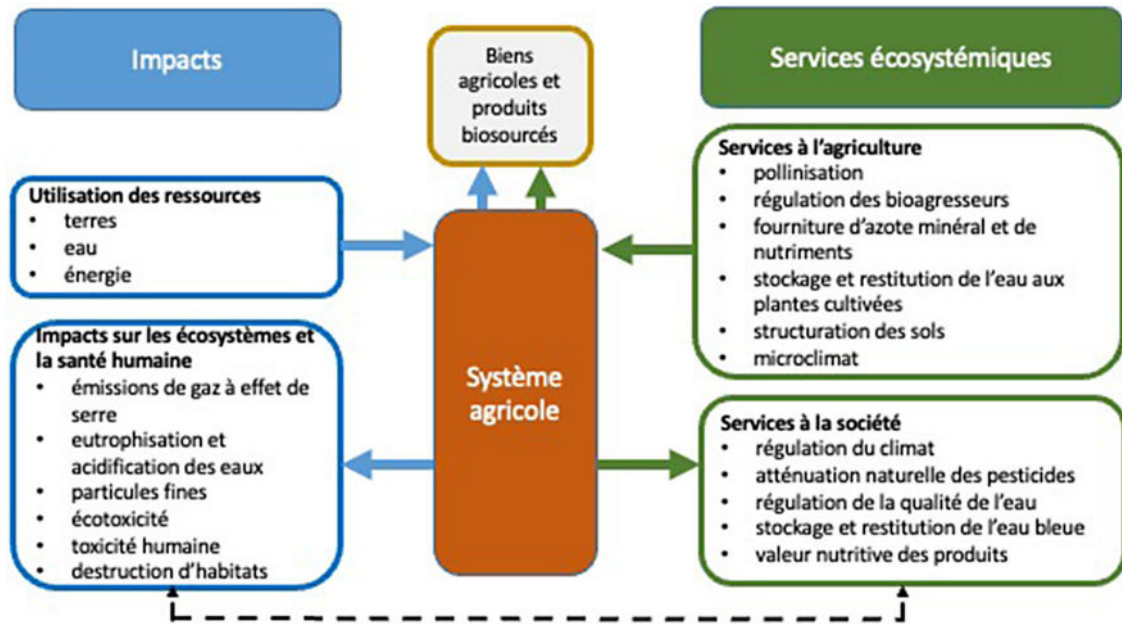 Impacts
Biens
agricoles et
produits
biosourcés
Services écosystémiques
Utilisation des ressources
• terres
• eau
• énergie
Impacts sur les écosystèmes et
la santé humaine
• émissions de gaz à effet de
serre
• eutrophisation et
acidification des eaux
• particules fines
• écotoxicité
• toxicité humaine
• destruction d'habitats
Système
agricole
Services à l'agriculture
• pollinisation
• régulation des bioagresseurs
• fourniture d'azote minéral et de
nutriments
• stockage et restitution de l'eau aux
plantes cultivées
• structuration des sols
• microclimat
Services à la société
• régulation du climat
• atténuation naturelle des pesticides
• régulation de la qualité de l'eau
• stockage et restitution de l'eau bleue
• valeur nutritive des produits